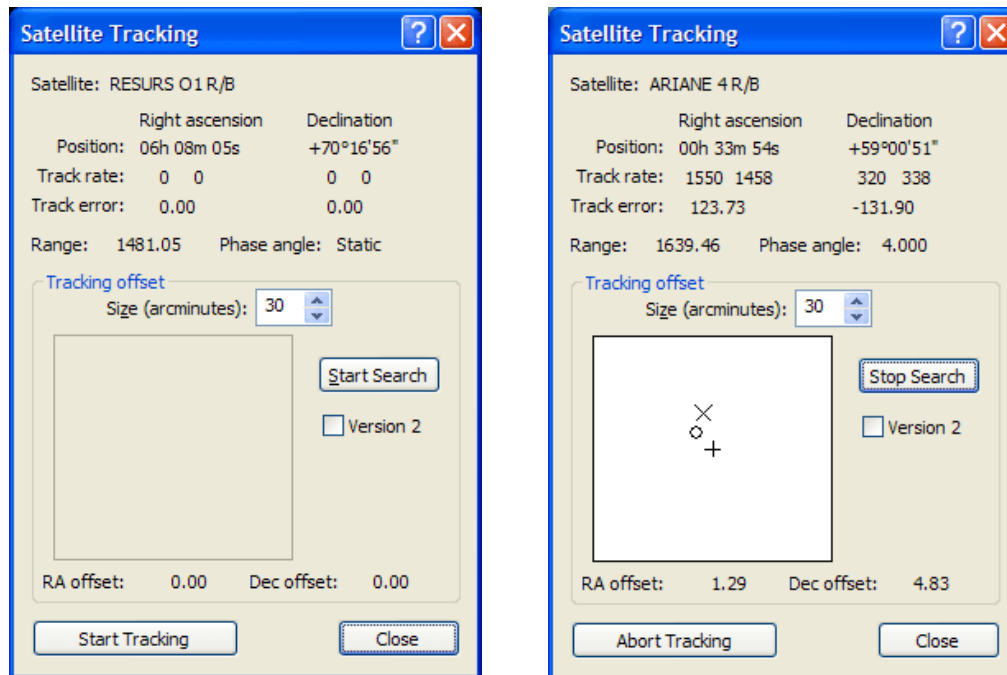 Satellite Tracking
Satellite: RESURS O1 R/B
Right ascension Declination
Position: 06h 08m 05s +70°16'56"
Track rate: 0 0 0 0
Track error: 0.00 0.00
Range: 1481.05 Phase angle: Static
Tracking offset
Size (arcminutes): 30
Start Search
Version 2
RA offset: 0.00 Dec offset: 0.00
Start Tracking Close
Satellite Tracking
Satellite: ARIANE 4 R/B
Right ascension Declination
Position: 00h 33m 54s +59°00'51"
Track rate: 1550 1458 320 338
Track error: 123.73 -131.90
Range: 1639.46 Phase angle: 4.000
Tracking offset
Size (arcminutes): 30
Stop Search
Version 2
RA offset: 1.29 Dec offset: 4.83
Abort Tracking Close